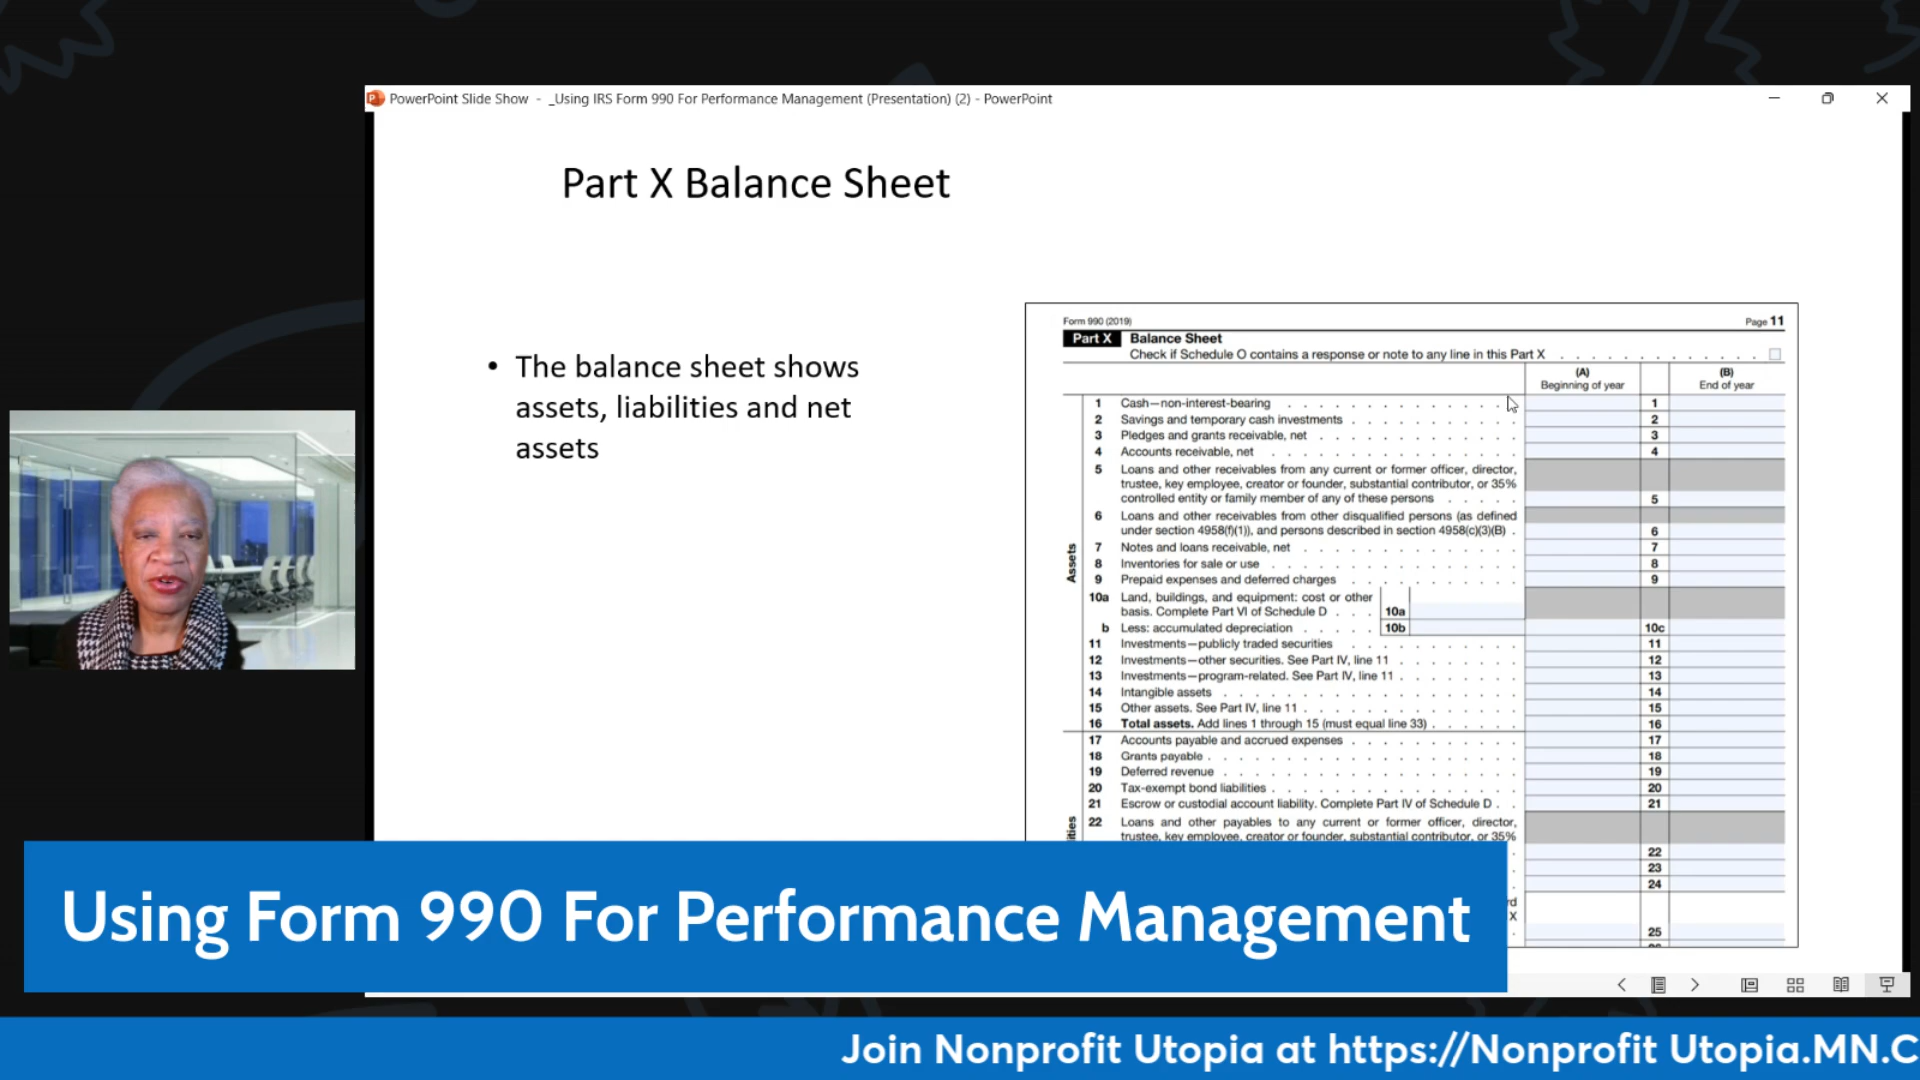 PowerPoint Slide Show - _Using IRS Form 990 For Performance Management (Presentation) (2) - PowerPoint
Part X Balance Sheet
• The balance sheet shows
assets, liabilities and net
assets
Form 990 (2019) Page 11
Part X Balance Sheet
Check if Schedule O contains a response or note to any line in this Part X . . . . . . . . . . . . .
(A) (B)
Beginning of year End of year
Assets
1 Cash—non-interest-bearing . . . . . . . . . . . . . 1
2 Savings and temporary cash investments . . . . . . . . . . 2
3 Pledges and grants receivable, net . . . . . . . . . . . . 3
4 Accounts receivable, net . . . . . . . . . . . . . . 4
5 Loans and other receivables from any current or former officer, director,
trustee, key employee, creator or founder, substantial contributor, or 35%
controlled entity or family member of any of these persons . . . . . 5
6 Loans and other receivables from other disqualified persons (as defined
under section 4958(f)(1)), and persons described in section 4958(c)(3)(B) . 6
7 Notes and loans receivable, net . . . . . . . . . . . . 7
8 Inventories for sale or use . . . . . . . . . . . . . . 8
9 Prepaid expenses and deferred charges . . . . . . . . . . 9
10a Land, buildings, and equipment: cost or other
basis. Complete Part VI of Schedule D . . . 10a
b Less: accumulated depreciation . . . . . 10b 10c
11 Investments—publicly traded securities . . . . . . . . . . 11
12 Investments—other securities. See Part IV, line 11 . . . . . . . . 12
13 Investments—program-related. See Part IV, line 11 . . . . . . . . 13
14 Intangible assets . . . . . . . . . . . . . . . . 14
15 Other assets. See Part IV, line 11 . . . . . . . . . . . . 15
16 Total assets. Add lines 1 through 15 (must equal line 33) . . . . . . 16
17 Accounts payable and accrued expenses . . . . . . . . . . 17
18 Grants payable . . . . . . . . . . . . . . . . . 18
19 Deferred revenue . . . . . . . . . . . . . . . . 19
20 Tax-exempt bond liabilities . . . . . . . . . . . . . . 20
21 Escrow or custodial account liability. Complete Part IV of Schedule D . . 21
22 Loans and other payables to any current or former officer, director,
trustee, key employee, creator or founder, substantial contributor, or 35%
22
23
24
25
Using Form 990 For Performance Management
Join Nonprofit Utopia at https://Nonprofit Utopia.MN.C